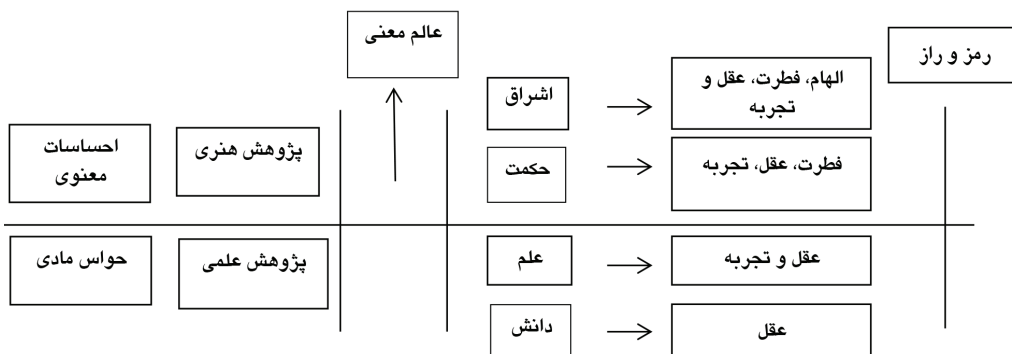 عالم معنی
رمز و راز
اشراق
الهام، فطرت، عقل و
تجربه
احساسات
معنوی
پژوهش هنری
حکمت
فطرت، عقل، تجربه
حواس مادی
پژوهش علمی
علم
عقل و تجربه
دانش
عقل